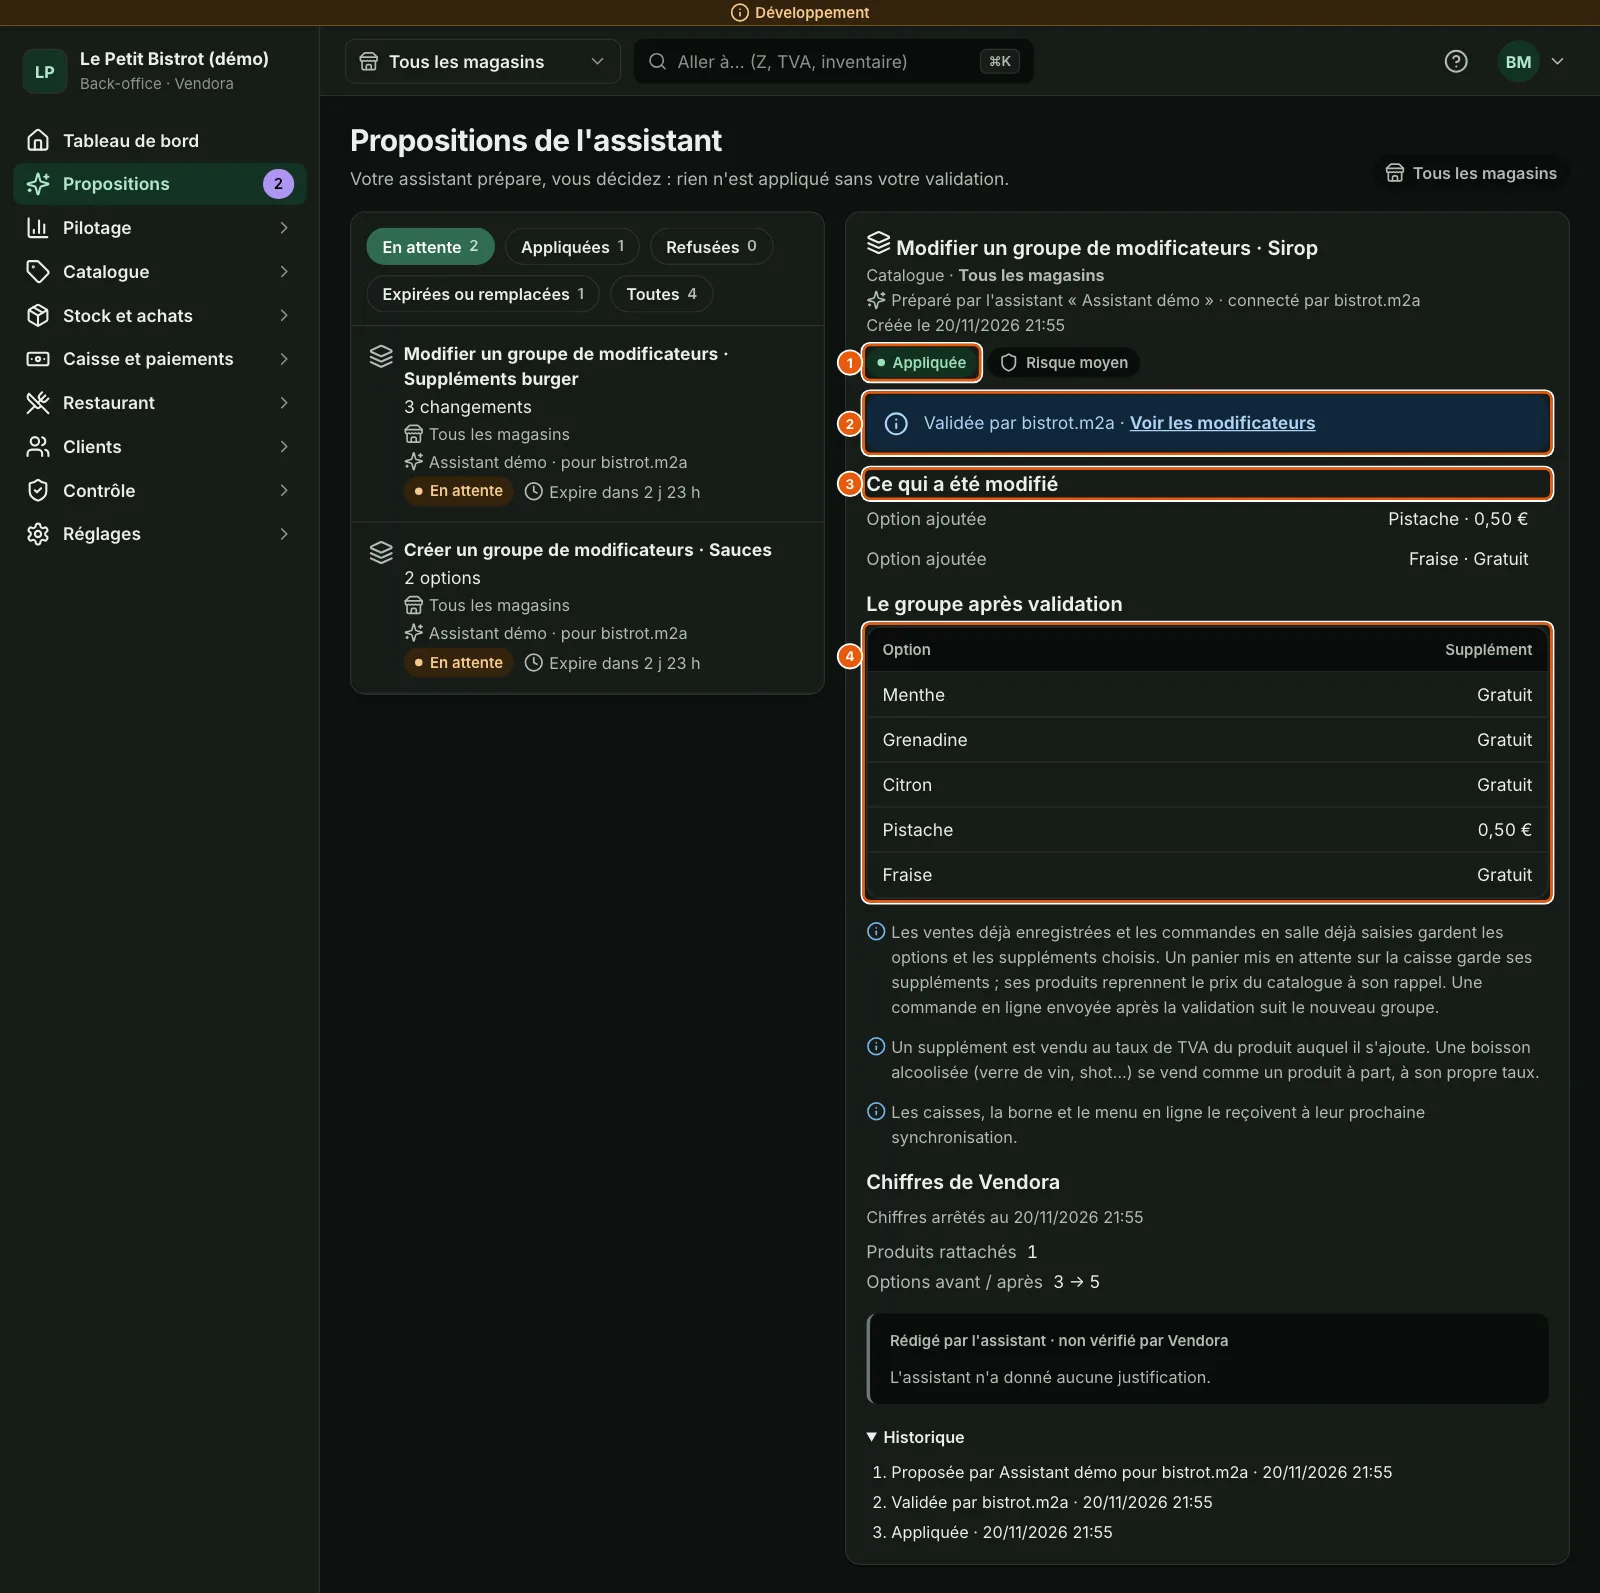 Développement
LP
Le Petit Bistrot (démo)
Back-office · Vendora
Tous les magasins
Aller à... (Z, TVA, inventaire)
⌘K
BM
Tableau de bord
Propositions 2
Pilotage
Catalogue
Stock et achats
Caisse et paiements
Restaurant
Clients
Contrôle
Réglages
Propositions de l'assistant
Votre assistant prépare, vous décidez : rien n'est appliqué sans votre validation.
Tous les magasins
En attente 2
Appliquées 1
Refusées 0
Expirées ou remplacées 1
Toutes 4
Modifier un groupe de modificateurs ·
Suppléments burger
3 changements
Tous les magasins
Assistant démo · pour bistrot.m2a
En attente
Expire dans 2 j 23 h
Créer un groupe de modificateurs · Sauces
2 options
Tous les magasins
Assistant démo · pour bistrot.m2a
En attente
Expire dans 2 j 23 h
Modifier un groupe de modificateurs · Sirop
Catalogue · Tous les magasins
Préparé par l'assistant « Assistant démo » · connecté par bistrot.m2a
Créée le 20/11/2026 21:55
1
Appliquée
Risque moyen
2
Validée par bistrot.m2a · Voir les modificateurs
3
Ce qui a été modifié
Option ajoutée Pistache · 0,50 €
Option ajoutée Fraise · Gratuit
Le groupe après validation
4
Option Supplément
Menthe Gratuit
Grenadine Gratuit
Citron Gratuit
Pistache 0,50 €
Fraise Gratuit
Les ventes déjà enregistrées et les commandes en salle déjà saisies gardent les
options et les suppléments choisis. Un panier mis en attente sur la caisse garde ses
suppléments ; ses produits reprennent le prix du catalogue à son rappel. Une
commande en ligne envoyée après la validation suit le nouveau groupe.
Un supplément est vendu au taux de TVA du produit auquel il s'ajoute. Une boisson
alcoolisée (verre de vin, shot…) se vend comme un produit à part, à son propre taux.
Les caisses, la borne et le menu en ligne le reçoivent à leur prochaine
synchronisation.
Chiffres de Vendora
Chiffres arrêtés au 20/11/2026 21:55
Produits rattachés 1
Options avant / après 3 → 5
Rédigé par l'assistant · non vérifié par Vendora
L'assistant n'a donné aucune justification.
▼ Historique
1. Proposée par Assistant démo pour bistrot.m2a · 20/11/2026 21:55
2. Validée par bistrot.m2a · 20/11/2026 21:55
3. Appliquée · 20/11/2026 21:55